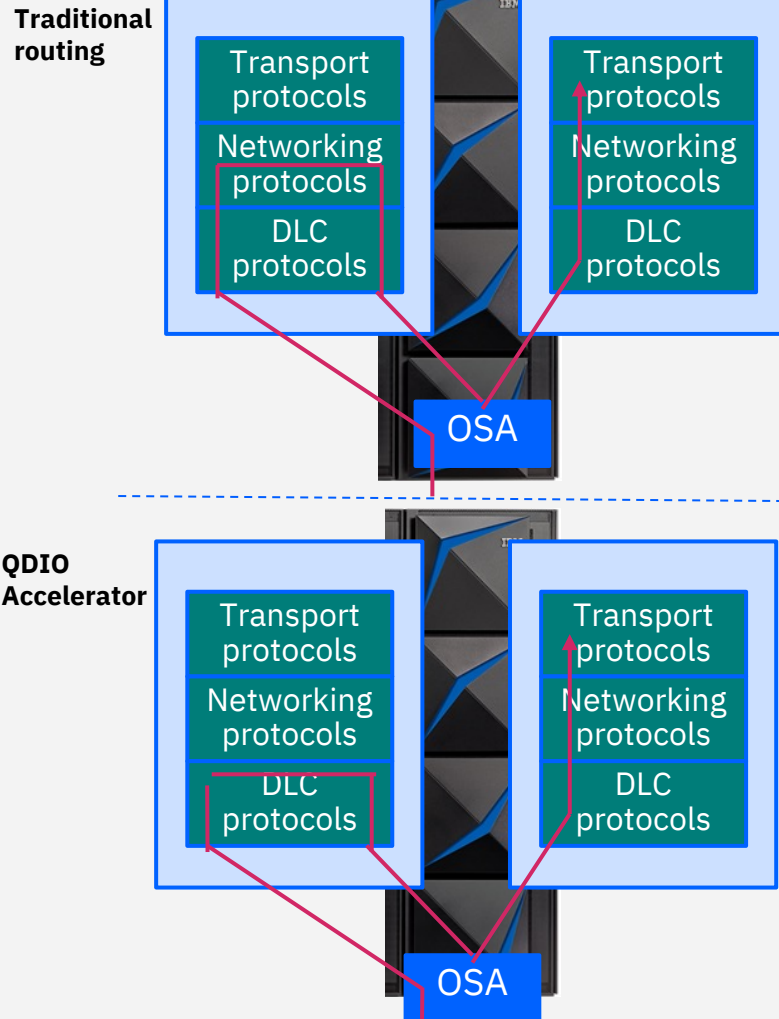 Traditional
routing
IBM
Transport
protocols
Networking
protocols
DLC
protocols
Transport
protocols
Networking
protocols
DLC
protocols
OSA
QDIO
Accelerator
Transport
protocols
Networking
protocols
DLC
protocols
Transport
protocols
Networking
protocols
DLC
protocols
OSA